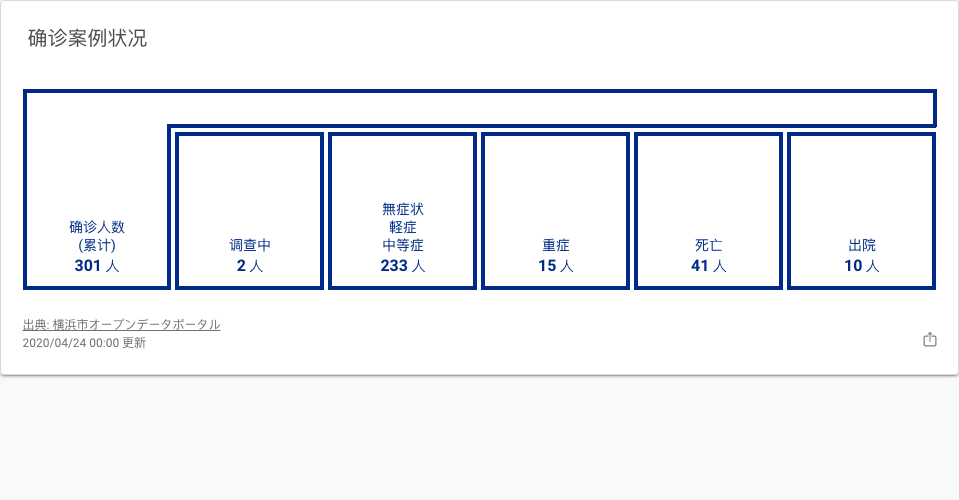 确诊案例状况
确诊人数
(累计)
301 人
调查中
2 人
無症状
軽症
中等症
233 人
重症
15 人
死亡
41 人
出院
10 人
出典: 横浜市オープンデータポータル
2020/04/24 00:00 更新